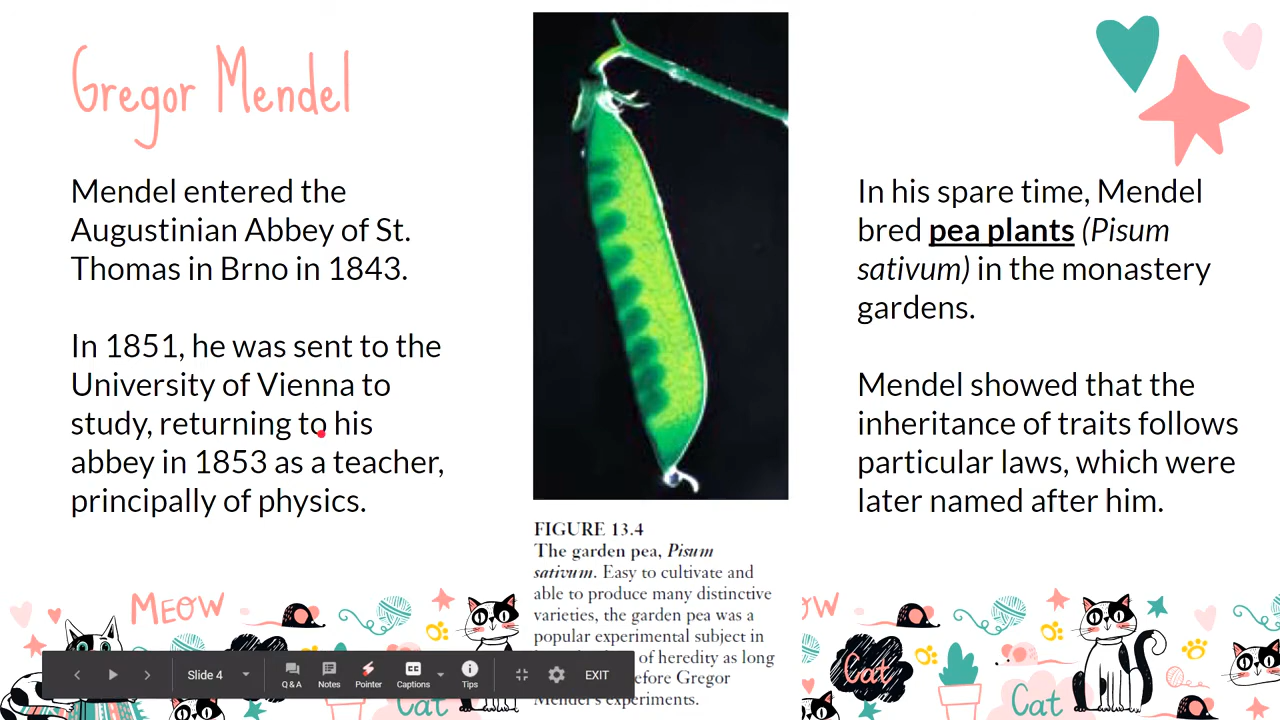 Gregor Mendel
Mendel entered the
Augustinian Abbey of St.
Thomas in Brno in 1843.
In 1851, he was sent to the
University of Vienna to
study, returning to his
abbey in 1853 as a teacher,
principally of physics.
FIGURE 13.4
The garden pea, Pisum
sativum. Easy to cultivate and
able to produce many distinctive
varieties, the garden pea was a
popular experimental subject in
of heredity as long
efore Gregor
Mendel's experiments.
In his spare time, Mendel
bred pea plants (Pisum
sativum) in the monastery
gardens.
Mendel showed that the
inheritance of traits follows
particular laws, which were
later named after him.
MEOW
OW
Cat
Cat
Cat
Slide 4
Q & A
Notes
Pointer
Captions
Tips
EXIT